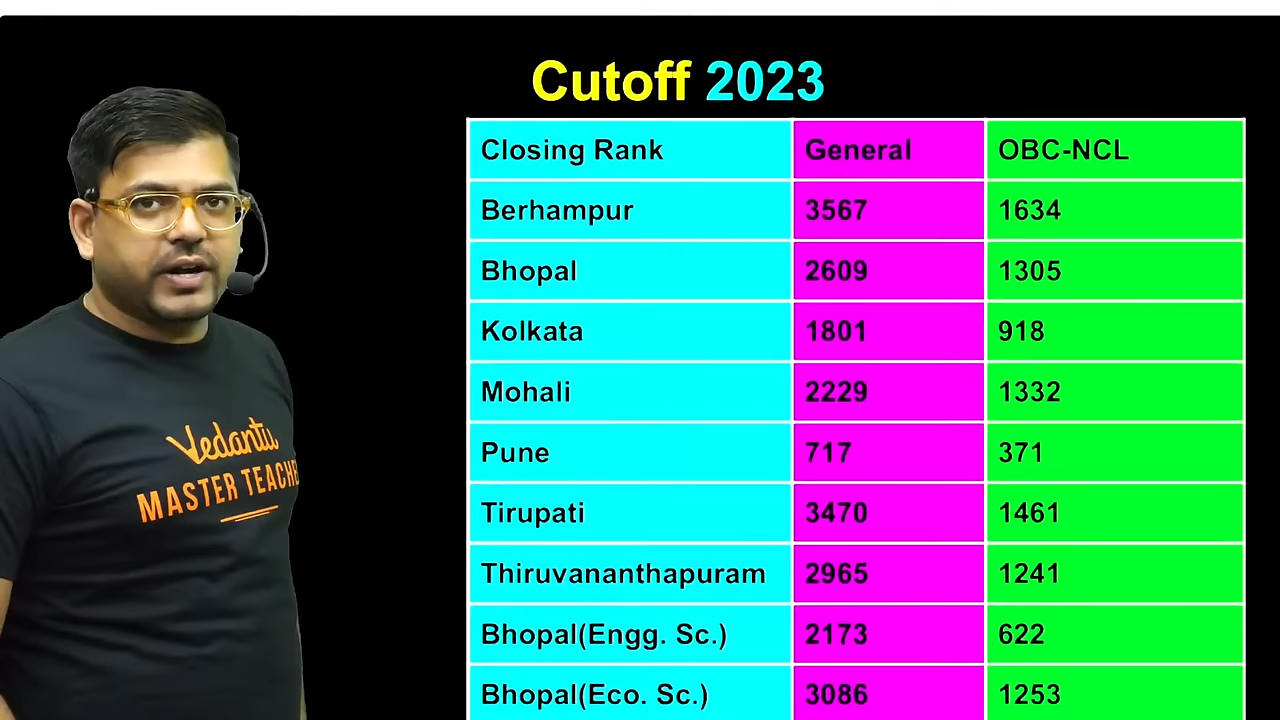 Cutoff 2023
Closing Rank General OBC-NCL
Berhampur 3567 1634
Bhopal 2609 1305
Kolkata 1801 918
Mohali 2229 1332
Pune 717 371
Tirupati 3470 1461
Thiruvananthapuram 2965 1241
Bhopal(Engg. Sc.) 2173 622
Bhopal(Eco. Sc.) 3086 1253
Vedantu
MASTER TEACHE